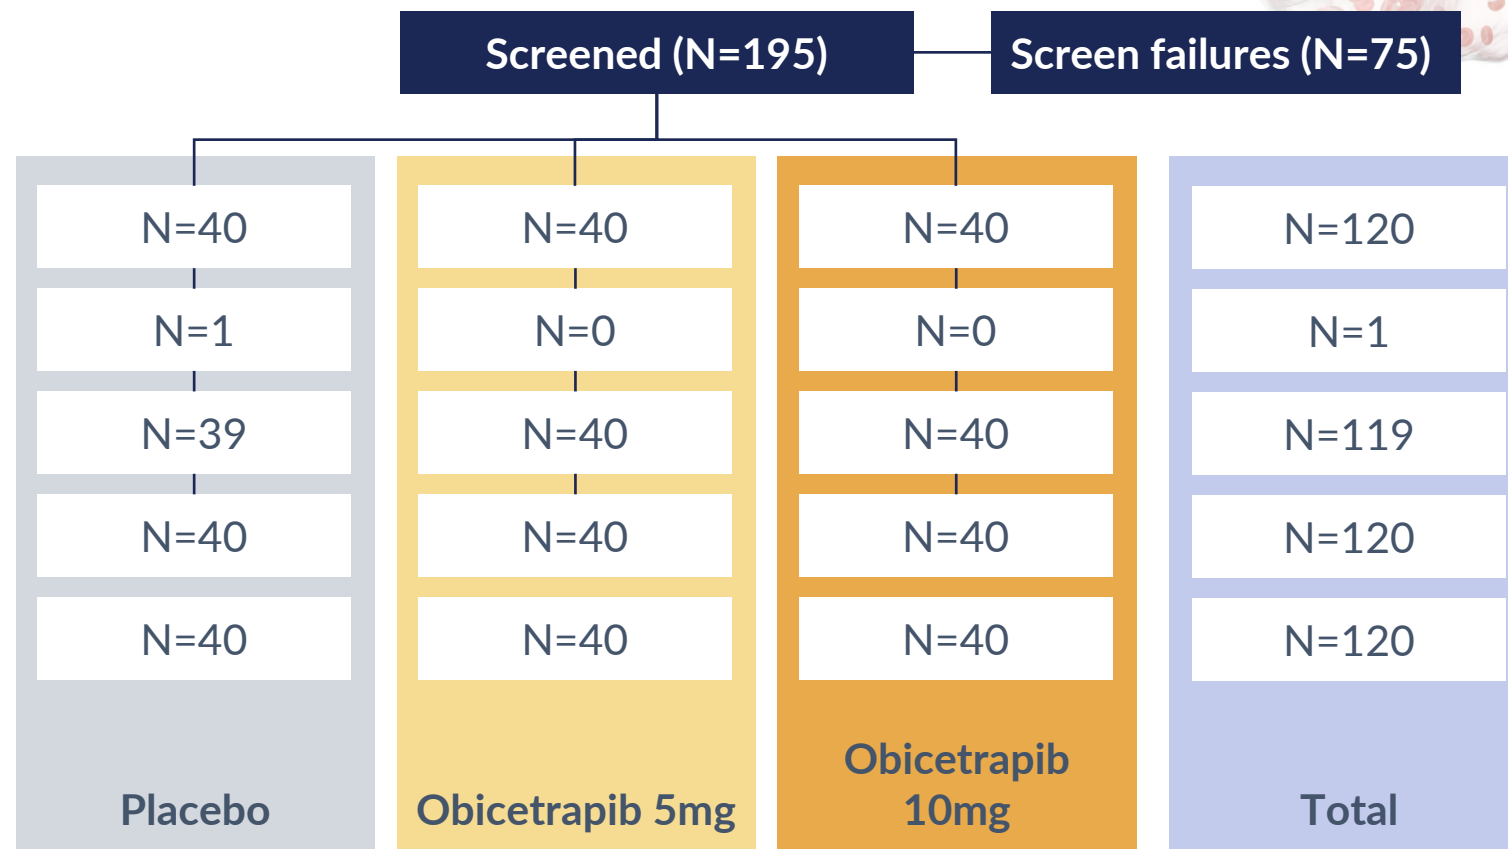 Screened (N=195)
Screen failures (N=75)
N=40
N=40
N=40
N=120
N=1
N=0
N=0
N=1
N=39
N=40
N=40
N=119
N=40
N=40
N=40
N=120
N=40
N=40
N=40
N=120
Placebo
Obicetrapib 5mg
Obicetrapib
10mg
Total